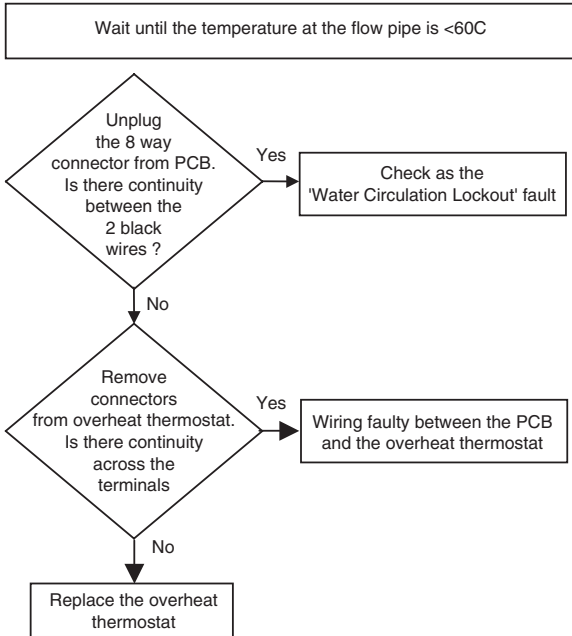 Wait until the temperature at the flow pipe is <60C
Unplug
the 8 way
connector from PCB.
Is there continuity
between the
2 black
wires ?
Yes
Check as the
'Water Circulation Lockout' fault
No
Remove
connectors
from overheat thermostat.
Is there continuity
across the
terminals
Yes
Wiring faulty between the PCB
and the overheat thermostat
No
Replace the overheat
thermostat